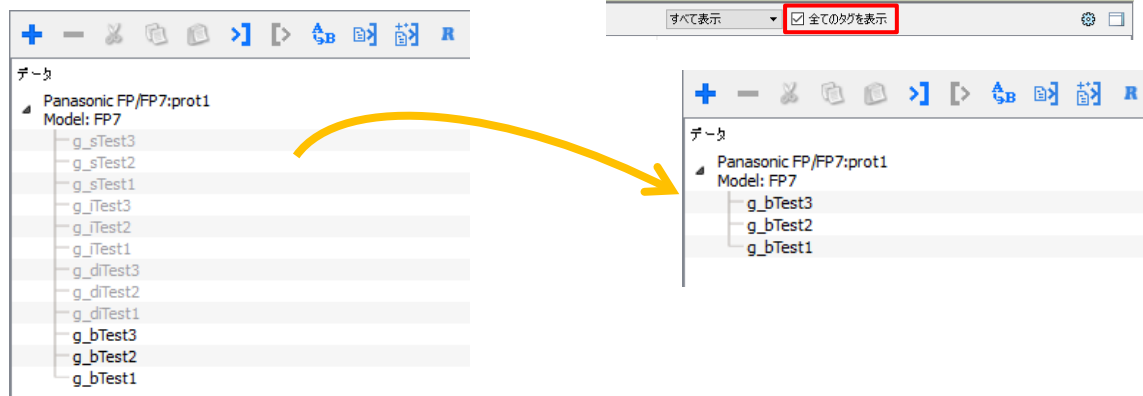 すべて表示 全てのタグを表示
A B R
データ
Panasonic FP/FP7:prot1
Model: FP7
g_sTest3
g_sTest2
g_sTest1
g_iTest3
g_iTest2
g_iTest1
g_diTest3
g_diTest2
g_diTest1
g_bTest3
g_bTest2
g_bTest1
A B R
データ
Panasonic FP/FP7:prot1
Model: FP7
g_bTest3
g_bTest2
g_bTest1